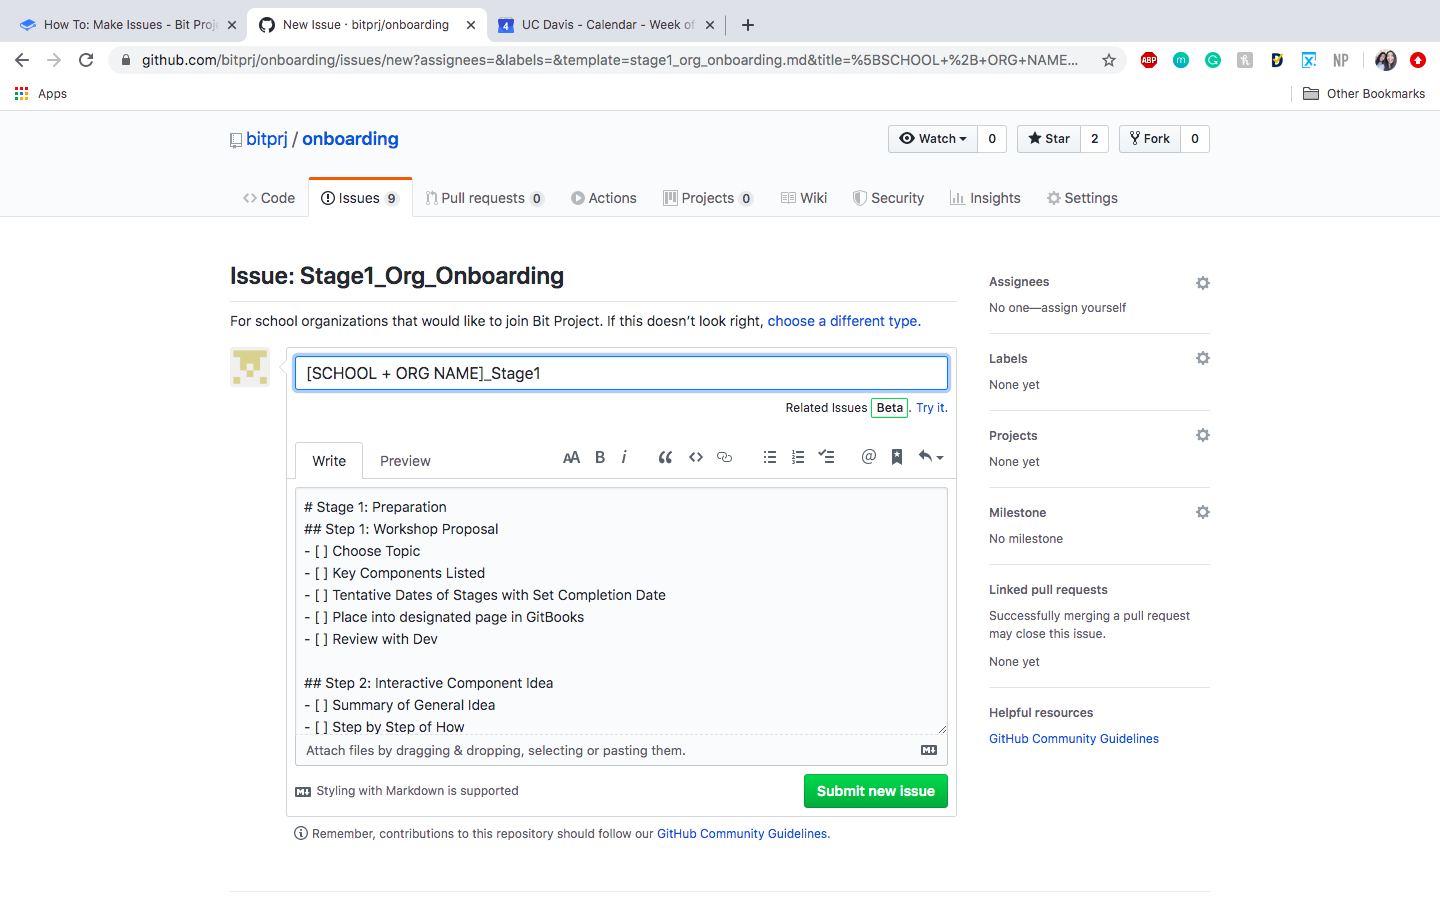 How To: Make Issues - Bit Proje
New Issue · bitprj/onboarding
4 UC Davis - Calendar - Week of
github.com/bitprj/onboarding/issues/new?assignees=&labels=&template=stage1_org_onboarding.md&title=%5BSCHOOL+%2B+ORG+NAME...
ABP m G NP
Apps
Other Bookmarks
bitprj / onboarding
Watch 0
Star 2
Fork 0
Code
Issues 9
Pull requests 0
Actions
Projects 0
Wiki
Security
Insights
Settings
Issue: Stage1_Org_Onboarding
For school organizations that would like to join Bit Project. If this doesn’t look right, choose a different type.
[SCHOOL + ORG NAME]_Stage1
Related Issues Beta. Try it.
Write
Preview
AA B i
# Stage 1: Preparation
## Step 1: Workshop Proposal
- [ ] Choose Topic
- [ ] Key Components Listed
- [ ] Tentative Dates of Stages with Set Completion Date
- [ ] Place into designated page in GitBooks
- [ ] Review with Dev
## Step 2: Interactive Component Idea
- [ ] Summary of General Idea
- [ ] Step by Step of How
Attach files by dragging & dropping, selecting or pasting them.
Styling with Markdown is supported
Submit new issue
Remember, contributions to this repository should follow our GitHub Community Guidelines.
Assignees
No one—assign yourself
Labels
None yet
Projects
None yet
Milestone
No milestone
Linked pull requests
Successfully merging a pull request
may close this issue.
None yet
Helpful resources
GitHub Community Guidelines